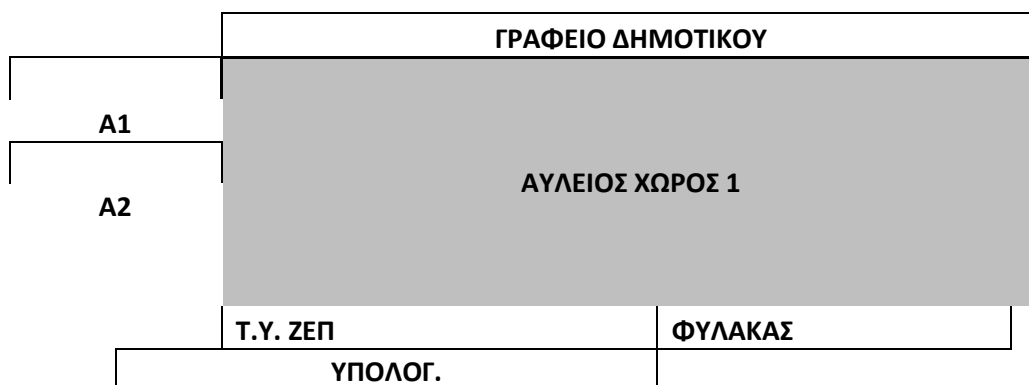 ΓΡΑΦΕΙΟ ΔΗΜΟΤΙΚΟΥ
Α1
ΑΥΛΕΙΟΣ ΧΩΡΟΣ 1
Α2
Τ.Υ. ΖΕΠ
ΦΥΛΑΚΑΣ
ΥΠΟΛΟΓ.